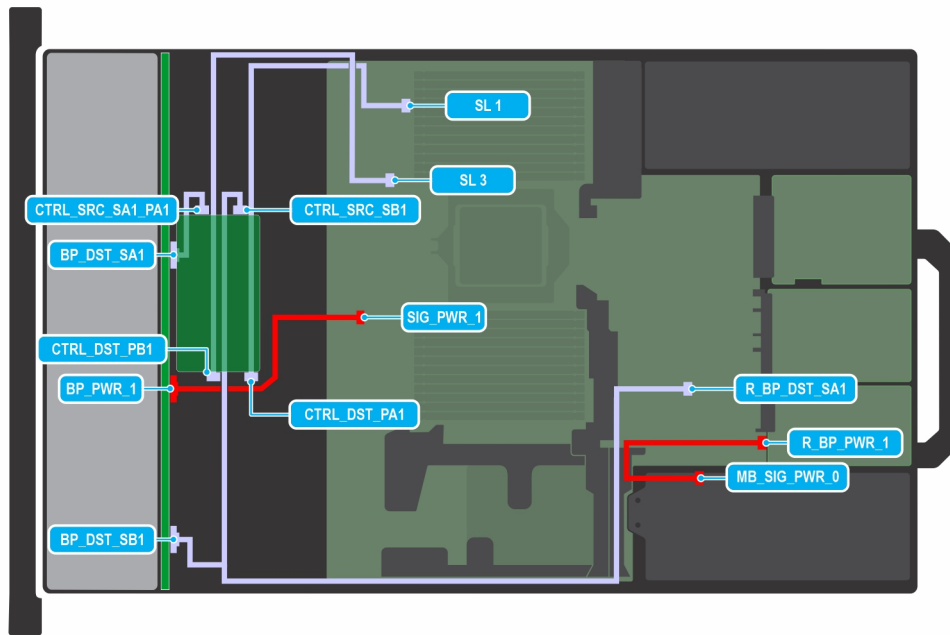 SL 1
SL 3
CTRL_SRC_SA1_PA1
CTRL_SRC_SB1
BP_DST_SA1
SIG_PWR_1
CTRL_DST_PB1
BP_PWR_1
R_BP_DST_SA1
CTRL_DST_PA1
R_BP_PWR_1
MB_SIG_PWR_0
BP_DST_SB1